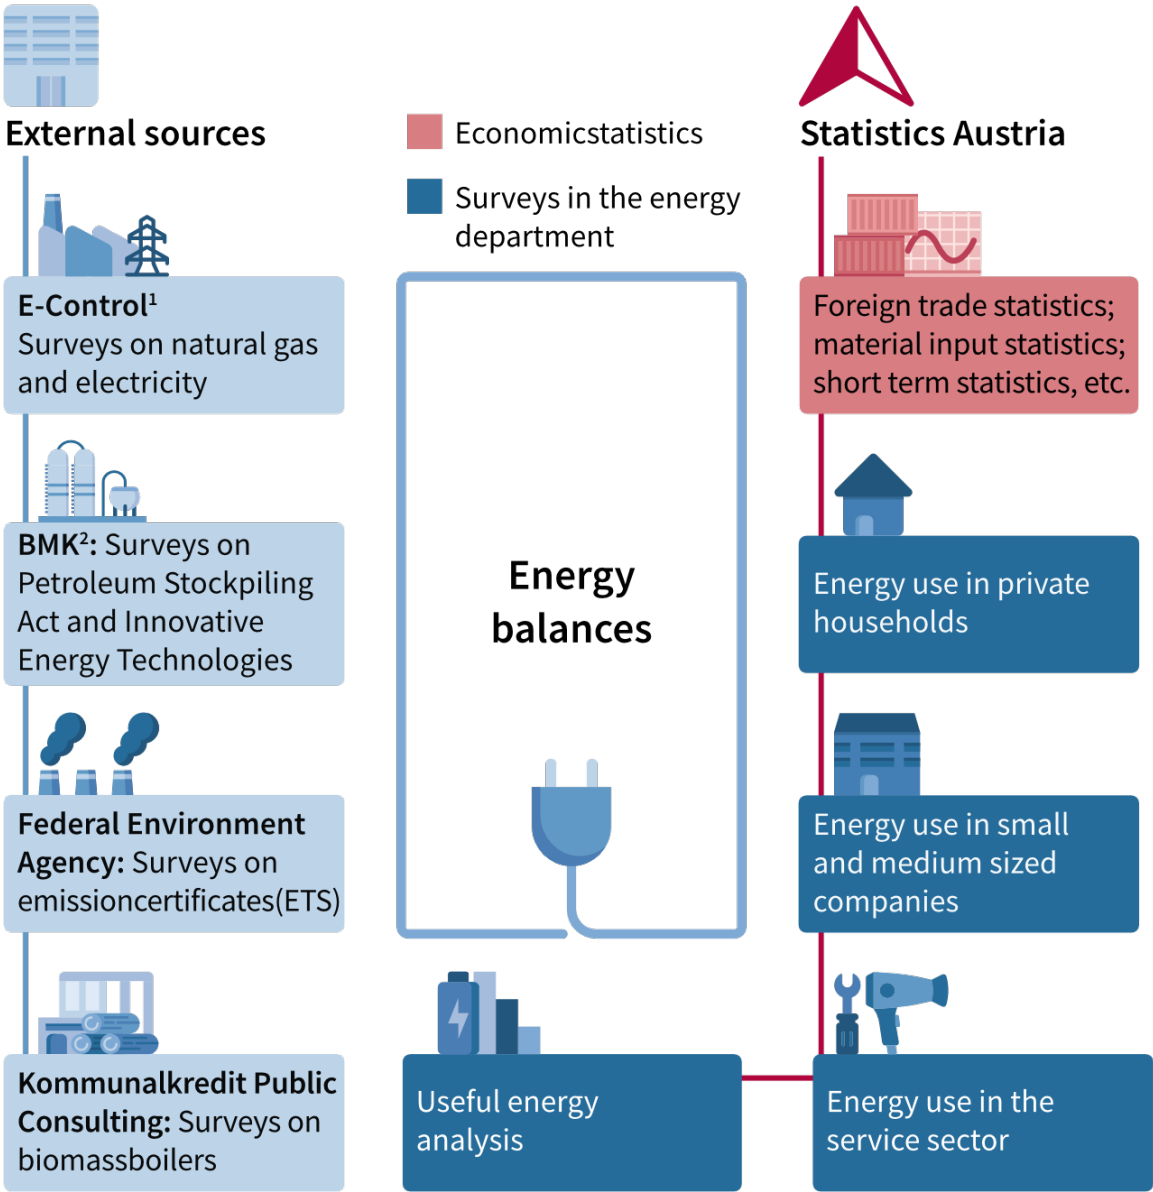 External sources
E-Control¹
Surveys on natural gas
and electricity
BMK²: Surveys on
Petroleum Stockpiling
Act and Innovative
Energy Technologies
Federal Environment
Agency: Surveys on
emissioncertificates(ETS)
Kommunalkredit Public
Consulting: Surveys on
biomassboilers
Economicstatistics
Surveys in the energy
department
Energy
balances
Useful energy
analysis
Statistics Austria
Foreign trade statistics;
material input statistics;
short term statistics, etc.
Energy use in private
households
Energy use in small
and medium sized
companies
Energy use in the
service sector